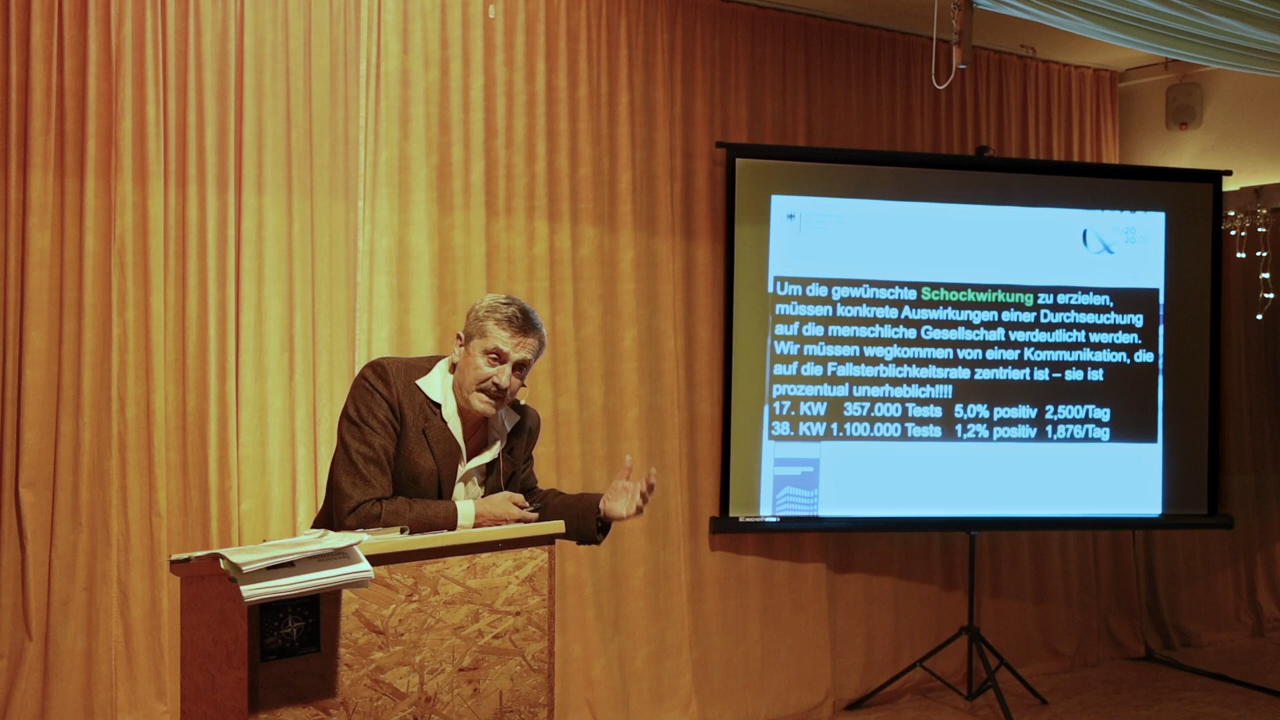 Um die gewünschte Schockwirkung zu erzielen,
müssen konkrete Auswirkungen einer Durchseuchung
auf die menschliche Gesellschaft verdeutlicht werden.
Wir müssen wegkommen von einer Kommunikation, die
auf die Fallsterblichkeitsrate zentriert ist – sie ist
prozentual unerheblich!!!!
17. KW 357.000 Tests 5,0% positiv 2,500/Tag
38. KW 1.100.000 Tests 1,2% positiv 1,876/Tag